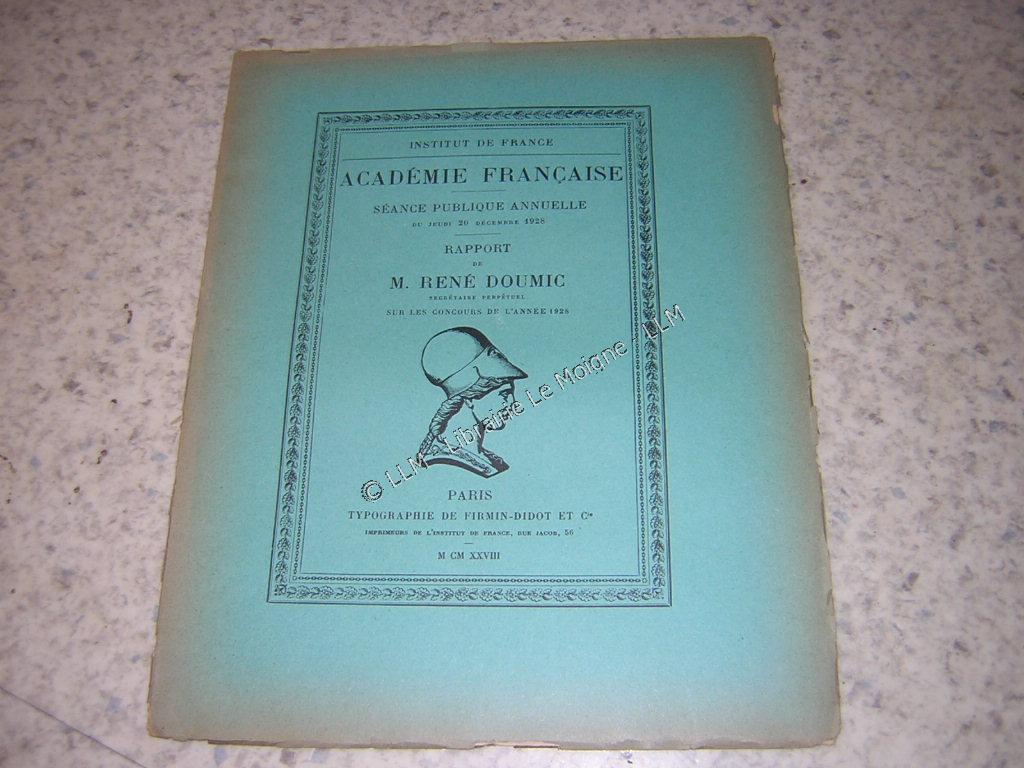 INSTITUT DE FRANCE
ACADÉMIE FRANÇAISE
SÉANCE PUBLIQUE ANNUELLE
DU JEUDI 20 DÉCEMBRE 1928
RAPPORT
DE
M. RENÉ DOUMIC
SECRÉTAIRE PERPÉTUEL
SUR LES CONCOURS DE L'ANNÉE 1928
© LLM - Librairie Le Moigne - LLM
PARIS
TYPOGRAPHIE DE FIRMIN-DIDOT ET Cie
IMPRIMEURS DE L'INSTITUT DE FRANCE, RUE JACOB, 56
M CM XXVIII